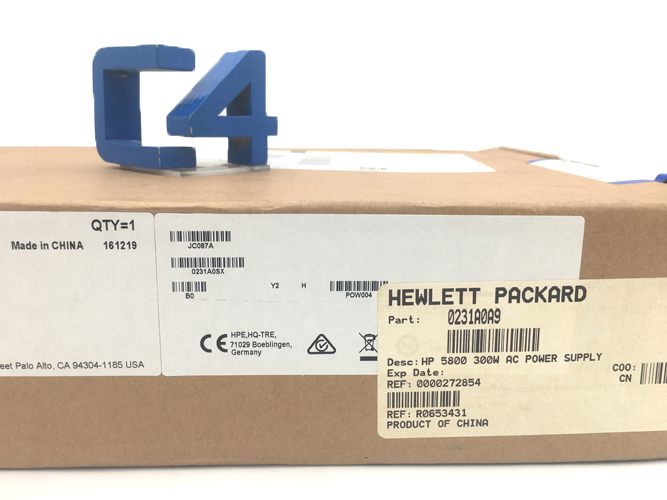 C4
QTY=1
Made in CHINA 161219
eet Palo Alto, CA 94304-1185 USA
JC087A
0231A0SX
B0 Y2 H POW004
CE
HPE,HQ-TRE,
71029 Boeblingen,
Germany
HEWLETT PACKARD
Part: 0231A0A9
Desc: HP 5800 300W AC POWER SUPPLY
Exp Date:
COO:
CN
REF: 0000272854
REF: R0653431
PRODUCT OF CHINA